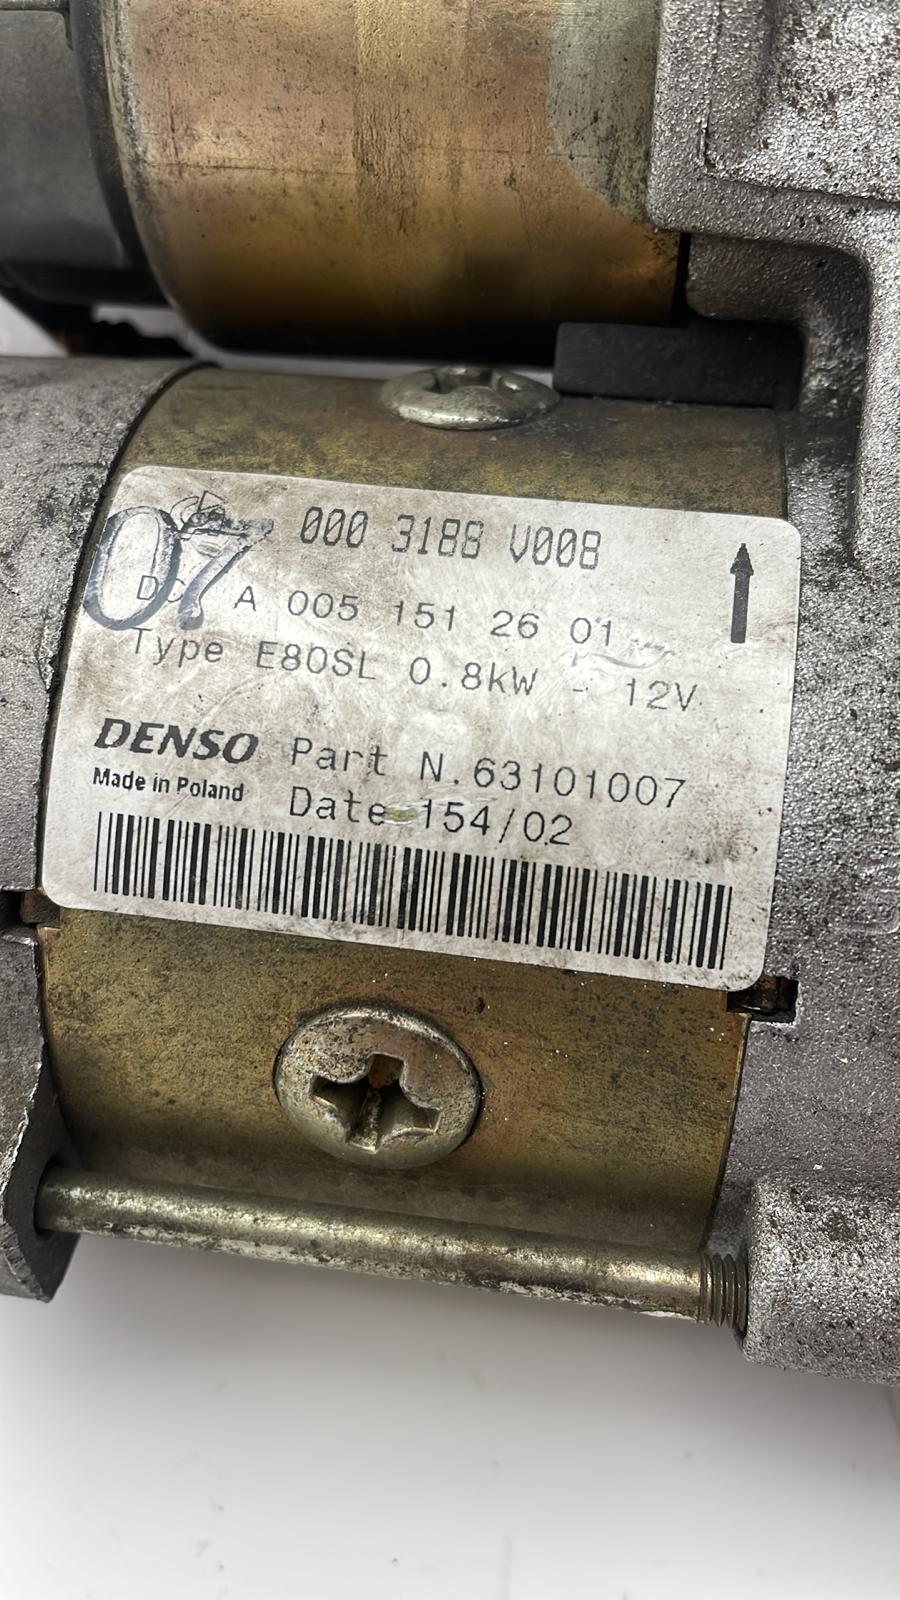 000 3188 V008
07
DC A 005 151 26 01
Type E80SL 0.8kW - 12V
DENSO Part N.63101007
Made in Poland
Date 154/02